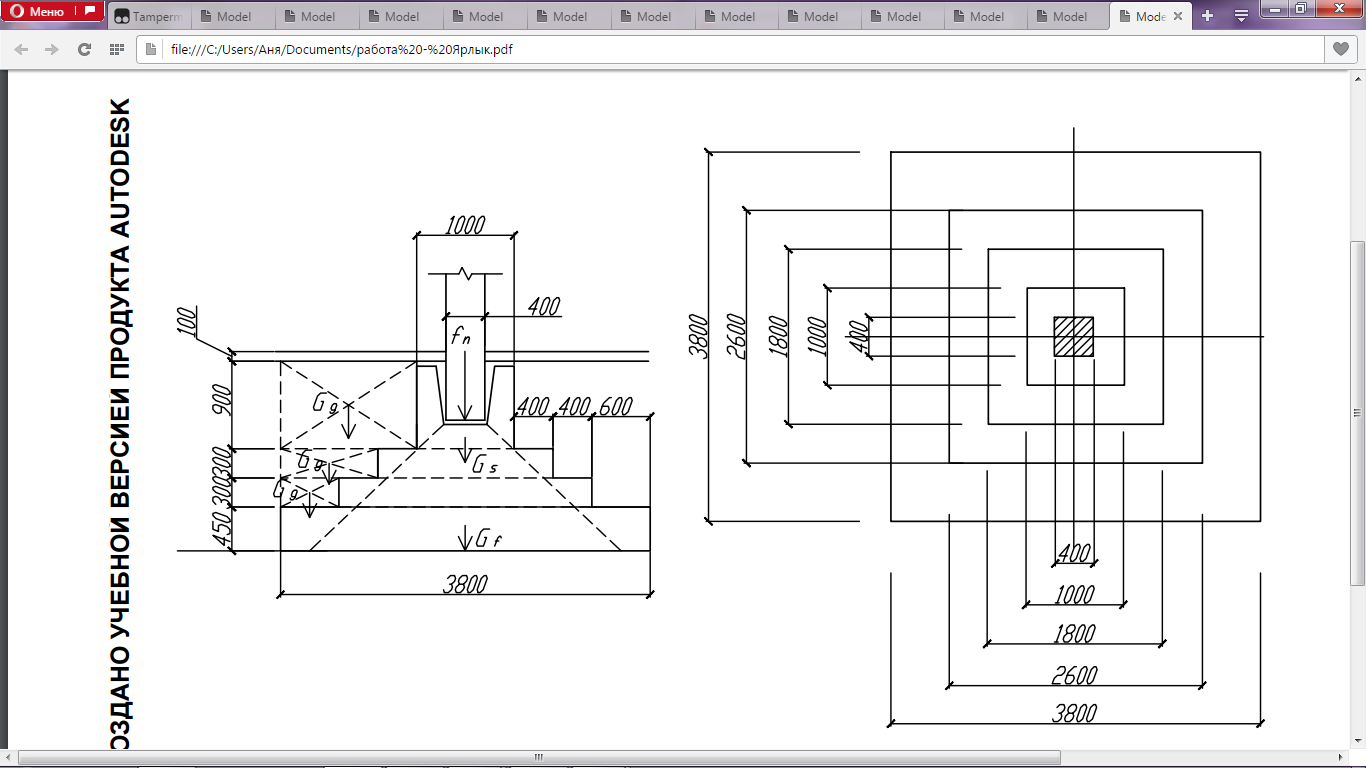 Меню
Tamperm
Model
Model
Model
Model
Model
Model
Model
Model
Model
Model
Model
Mode
file:///C:/Users/Аня/Documents/работа%20-%20Ярлык.pdf
ОЗДАНО УЧЕБНОЙ ВЕРСИЕЙ ПРОДУКТА AUTODESK
1000
400
100
fn
900
Gg
400 400 600
300
Gg
Gs
300
Gg
450
Gf
3800
3800
2600
1800
1000
400
400
1000
1800
2600
3800